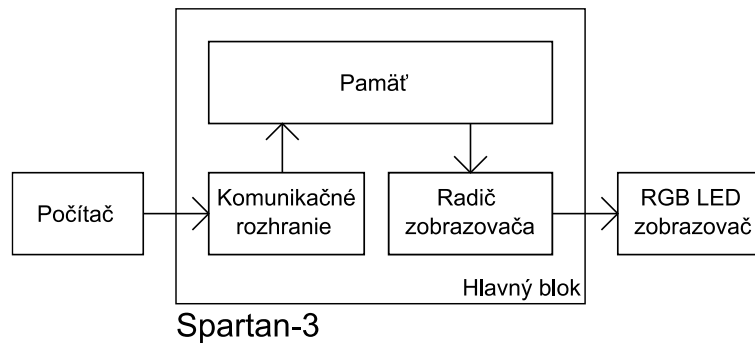 Pamäť
Počítač
Komunikačné
rozhranie
Radič
zobrazovača
RGB LED
zobrazovač
Hlavný blok
Spartan-3